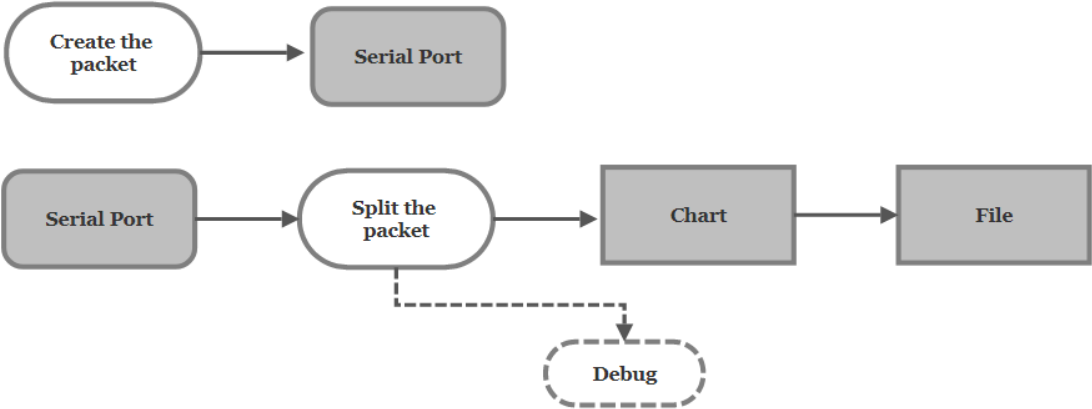 Create the
packet
Serial Port
Serial Port
Split the
packet
Chart
File
Debug